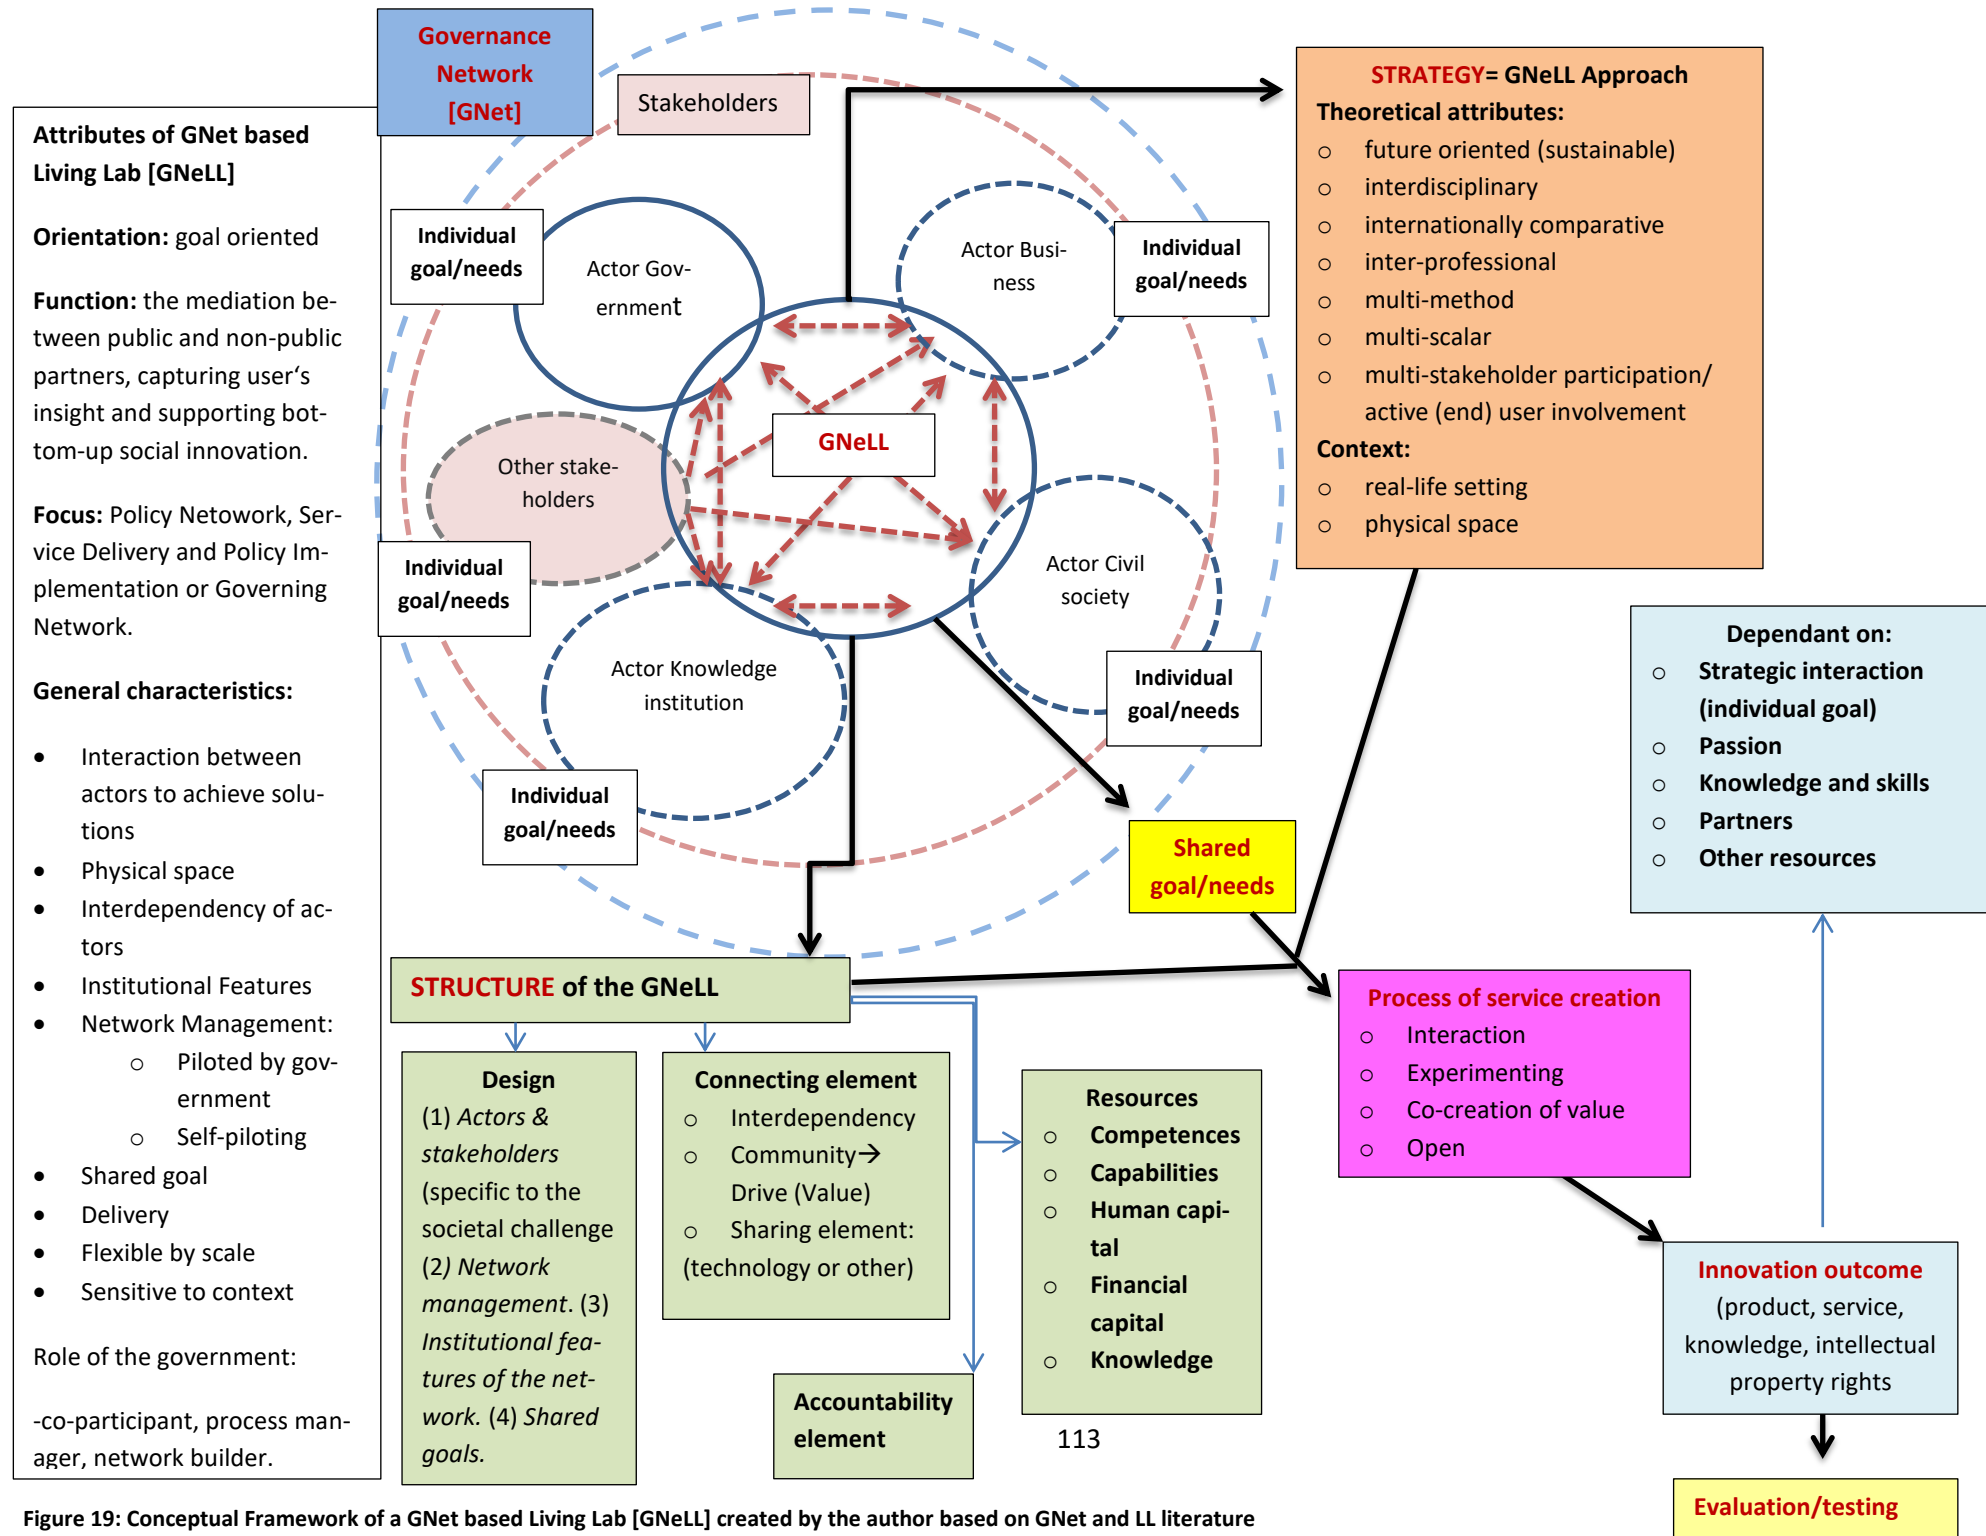 Governance
Network
[GNet]
Stakeholders
Attributes of GNet based
Living Lab [GNeLL]
Orientation: goal oriented
Function: the mediation be-
tween public and non-public
partners, capturing user's
insight and supporting bot-
tom-up social innovation.
Focus: Policy Netowork, Ser-
vice Delivery and Policy Im-
plementation or Governing
Network.
General characteristics:
• Interaction between
actors to achieve solu-
tions
• Physical space
• Interdependency of ac-
tors
• Institutional Features
• Network Management:
o Piloted by gov-
ernment
o Self-piloting
• Shared goal
• Delivery
• Flexible by scale
• Sensitive to context
Role of the government:
-co-participant, process man-
ager, network builder.
Individual
goal/needs
Actor Gov-
ernment
Actor Busi-
ness
Individual
goal/needs
GNeLL
Other stake-
holders
Individual
goal/needs
Actor Civil
society
Individual
goal/needs
Actor Knowledge
institution
Individual
goal/needs
STRATEGY= GNeLL Approach
Theoretical attributes:
o future oriented (sustainable)
o interdisciplinary
o internationally comparative
o inter-professional
o multi-method
o multi-scalar
o multi-stakeholder participation/
active (end) user involvement
Context:
o real-life setting
o physical space
Dependant on:
o Strategic interaction
(individual goal)
o Passion
o Knowledge and skills
o Partners
o Other resources
Shared
goal/needs
STRUCTURE of the GNeLL
Design
(1) Actors &
stakeholders
(specific to the
societal challenge
(2) Network
management. (3)
Institutional fea-
tures of the net-
work. (4) Shared
goals.
Connecting element
o Interdependency
o Community→
Drive (Value)
o Sharing element:
(technology or other)
Accountability
element
Resources
o Competences
o Capabilities
o Human capi-
tal
o Financial
capital
o Knowledge
Process of service creation
o Interaction
o Experimenting
o Co-creation of value
o Open
Innovation outcome
(product, service,
knowledge, intellectual
property rights
Evaluation/testing
113
Figure 19: Conceptual Framework of a GNet based Living Lab [GNeLL] created by the author based on GNet and LL literature